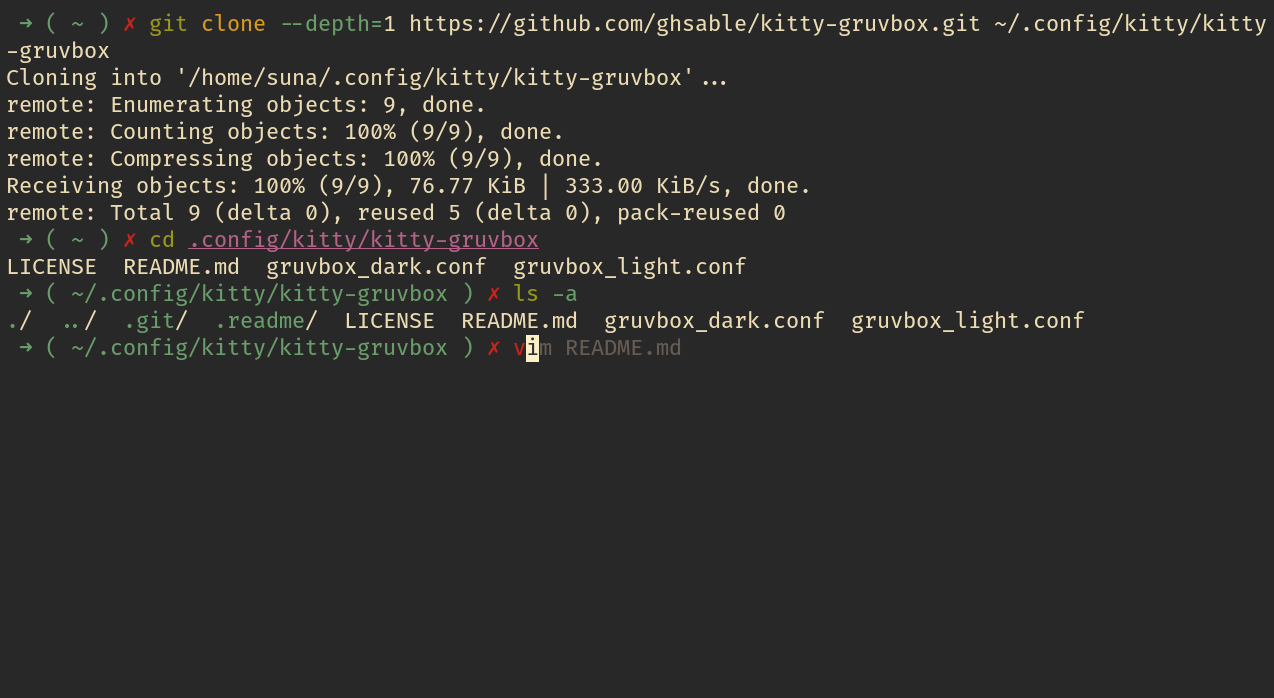 → ( ~ ) ✗ git clone --depth=1 https://github.com/ghsable/kitty-gruvbox.git ~/.config/kitty/kitty
-gruvbox
Cloning into '/home/suna/.config/kitty/kitty-gruvbox'...
remote: Enumerating objects: 9, done.
remote: Counting objects: 100% (9/9), done.
remote: Compressing objects: 100% (9/9), done.
Receiving objects: 100% (9/9), 76.77 KiB | 333.00 KiB/s, done.
remote: Total 9 (delta 0), reused 5 (delta 0), pack-reused 0
→ ( ~ ) ✗ cd .config/kitty/kitty-gruvbox
LICENSE  README.md  gruvbox_dark.conf  gruvbox_light.conf
→ ( ~/.config/kitty/kitty-gruvbox ) ✗ ls -a
./  ../  .git/  .readme/  LICENSE  README.md  gruvbox_dark.conf  gruvbox_light.conf
→ ( ~/.config/kitty/kitty-gruvbox ) ✗ vim README.md